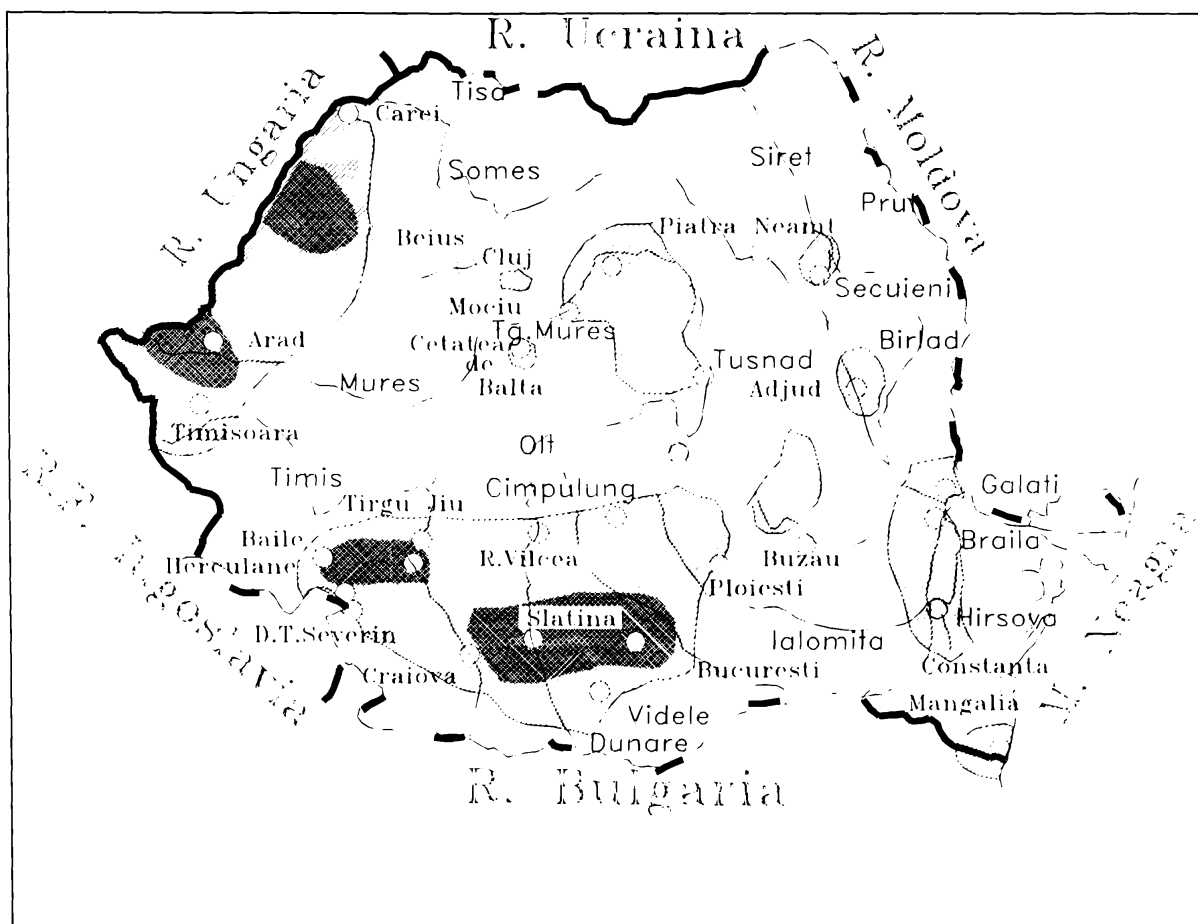 R. Ucraina
R. Ungaria
R. Moldova
Tisa
Carei
Somes
Siret
Prut
Piatra Neamt
Beius
Cluj
Secuieni
Mociu
Tg.Mures
Arad
Cetatea
de
Balta
Birlad
Tusnad
Adjud
Mures
Timisoara
Olt
Timis
Cimpulung
Galati
Tirgu Jiu
Baile
Herculane
R.Vilcea
Buzau
Braila
Ploiesti
Slatina
Hirsova
D.T.Severin
Ialomita
Craiova
Bucuresti
Constanta
Mangalia
Videle
Dunare
R. Bulgaria